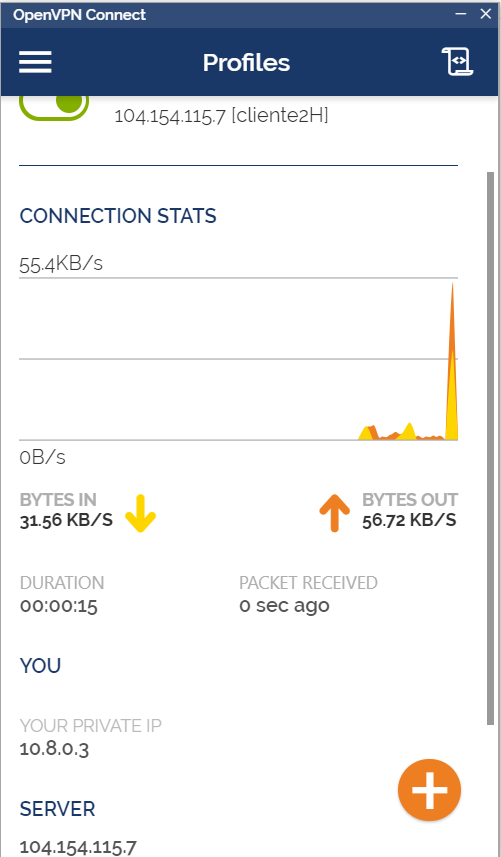 OpenVPN Connect
Profiles
104.154.115.7 [cliente2H]
CONNECTION STATS
55.4KB/s
0B/s
BYTES IN
31.56 KB/S
BYTES OUT
56.72 KB/S
DURATION
00:00:15
PACKET RECEIVED
0 sec ago
YOU
YOUR PRIVATE IP
10.8.0.3
SERVER
104.154.115.7